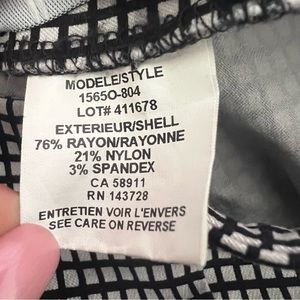 MODELE/STYLE
1565O-804
LOT# 411678
EXTERIEUR/SHELL
76% RAYON/RAYONNE
21% NYLON
3% SPANDEX
CA 58911
RN 143728
ENTRETIEN VOIR L'ENVERS
SEE CARE ON REVERSE